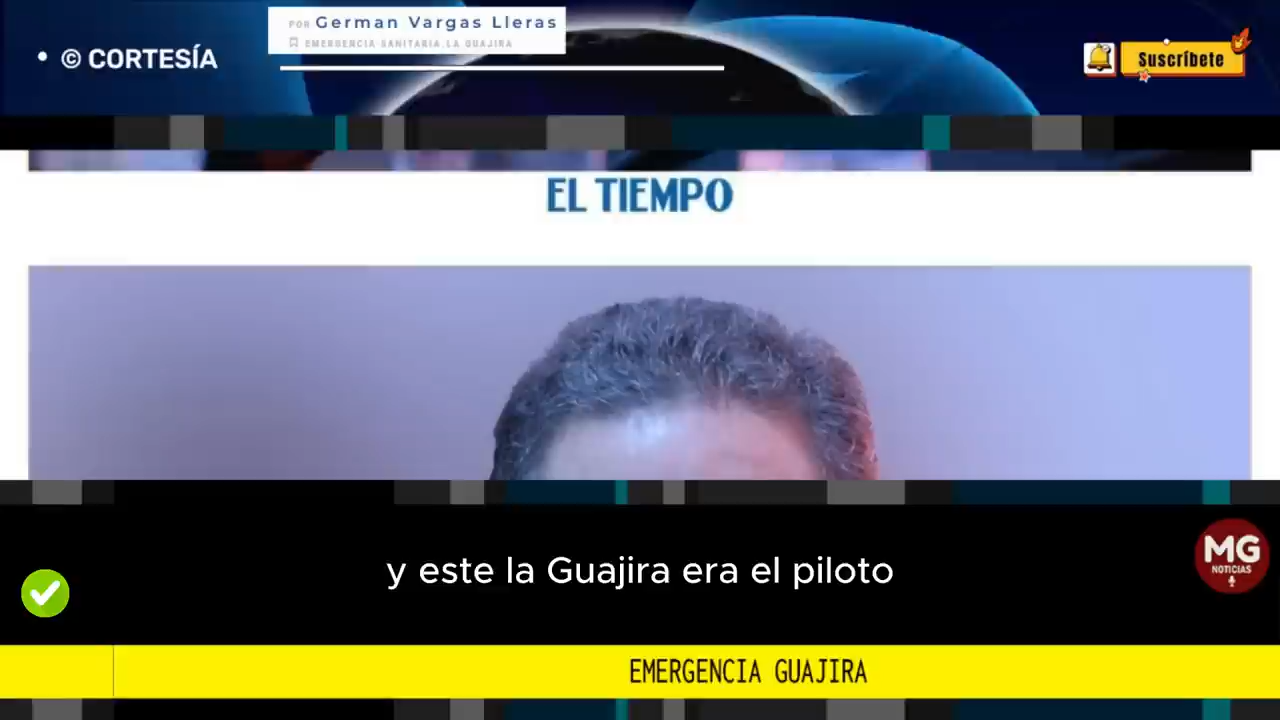 • © CORTESÍA
POR German Vargas Lleras
EMERGENCIA SANITARIA, LA GUAJIRA
Suscríbete
EL TIEMPO
y este la Guajira era el piloto
MG
NOTICIAS
EMERGENCIA GUAJIRA